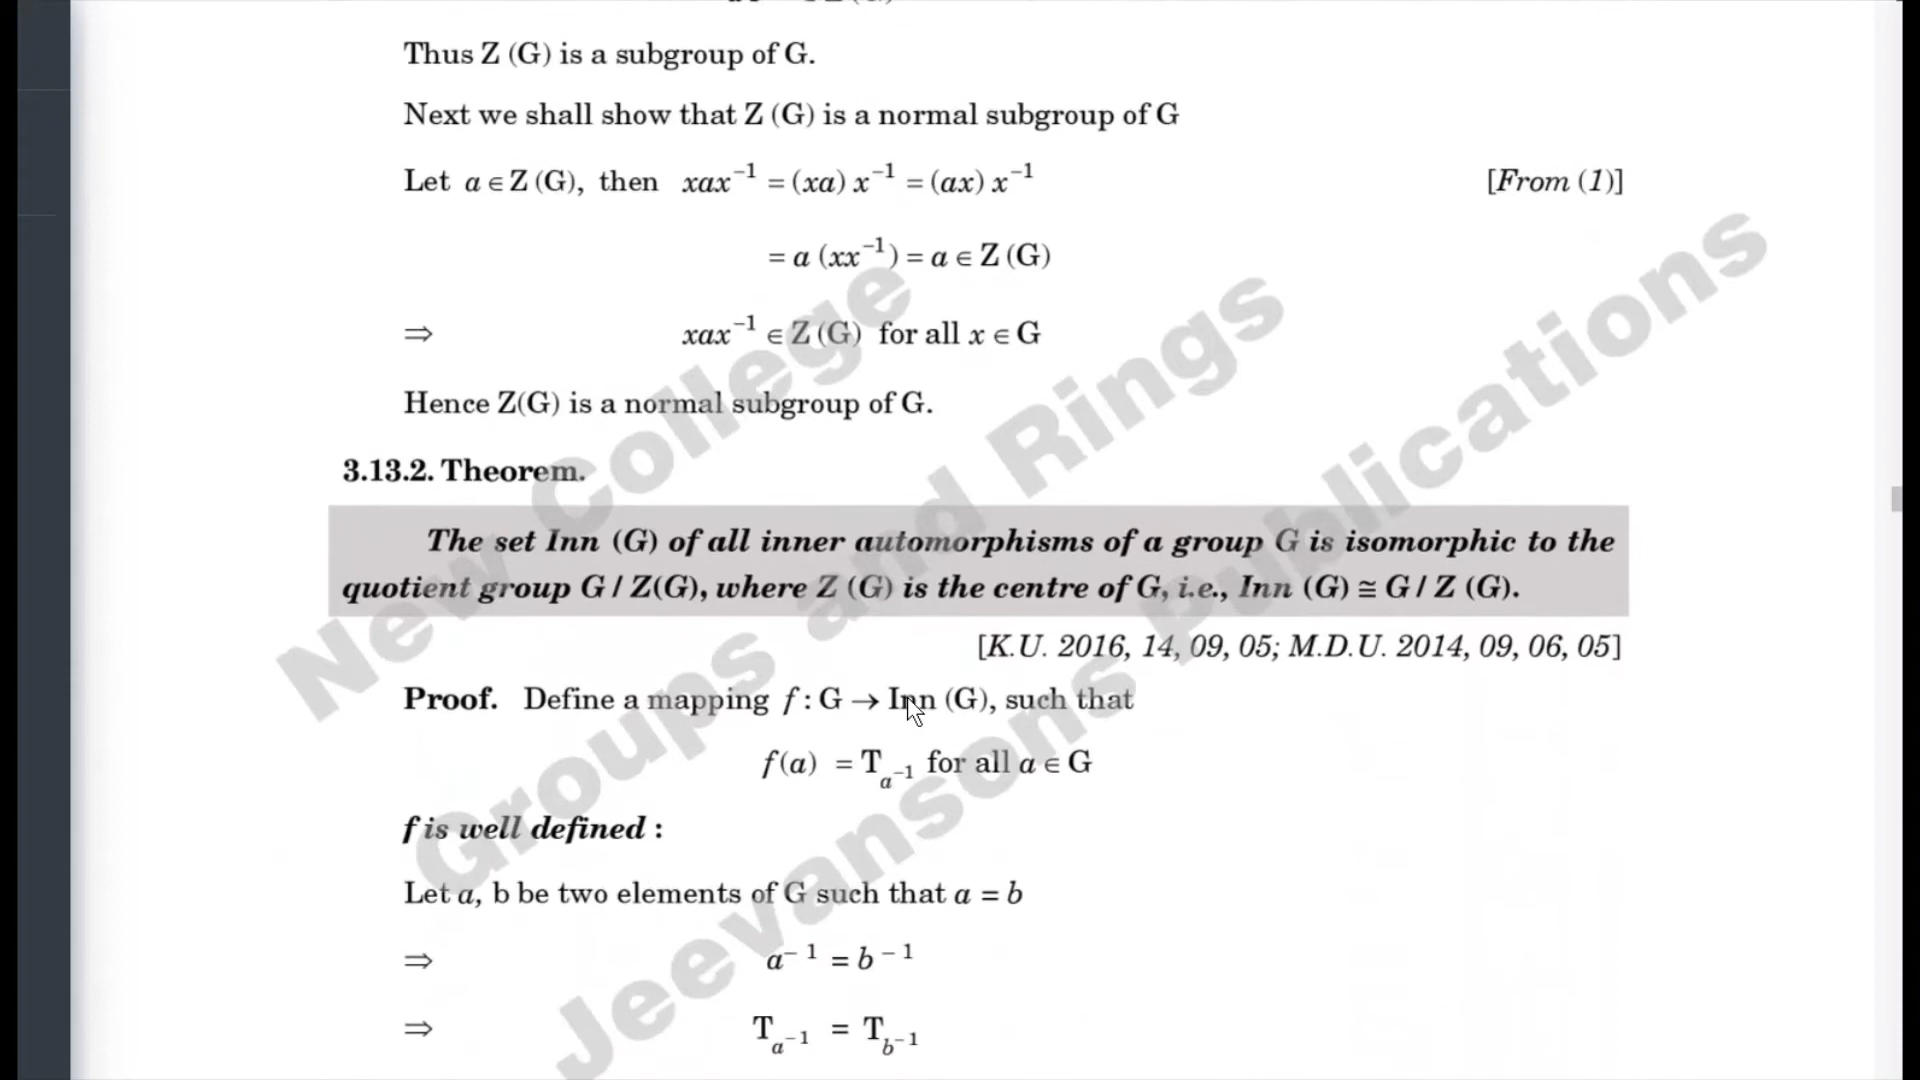 Thus Z (G) is a subgroup of G.
Next we shall show that Z (G) is a normal subgroup of G
Let a ∈ Z (G), then xax⁻¹ = (xa) x⁻¹ = (ax) x⁻¹ [From (1)]
= a (xx⁻¹) = a ∈ Z (G)
⇒ xax⁻¹ ∈ Z (G) for all x ∈ G
Hence Z(G) is a normal subgroup of G.
3.13.2. Theorem.
The set Inn (G) of all inner automorphisms of a group G is isomorphic to the
quotient group G / Z(G), where Z (G) is the centre of G, i.e., Inn (G) ≅ G / Z (G).
[K.U. 2016, 14, 09, 05; M.D.U. 2014, 09, 06, 05]
Proof. Define a mapping f : G → Inn (G), such that
f(a) = T_{a⁻¹} for all a ∈ G
f is well defined :
Let a, b be two elements of G such that a = b
⇒ a⁻¹ = b⁻¹
⇒ T_{a⁻¹} = T_{b⁻¹}
New College
Groups and Rings
Jeevansons Publications